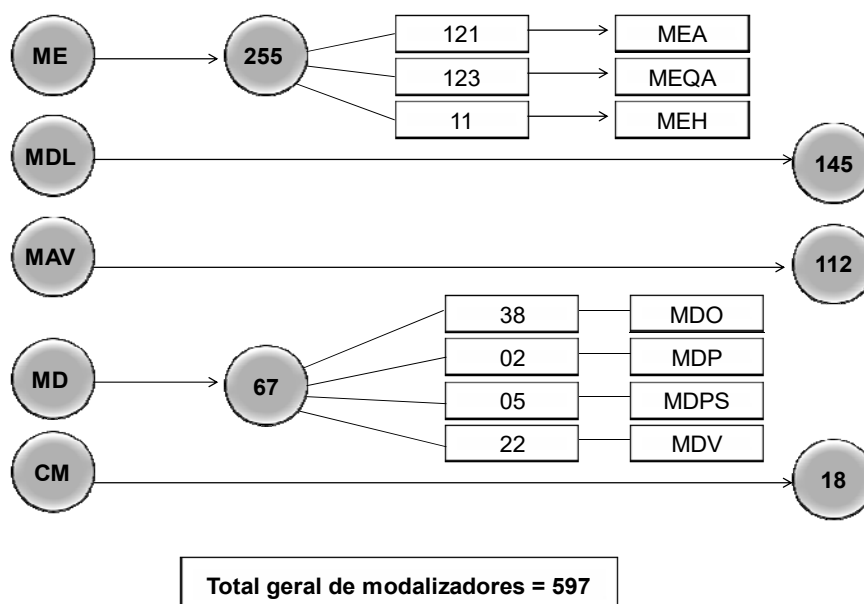 ME 255 121 MEA
123 MEQA
11 MEH
MDL 145
MAV 112
MD 67 38 MDO
02 MDP
05 MDPS
22 MDV
CM 18
Total geral de modalizadores = 597